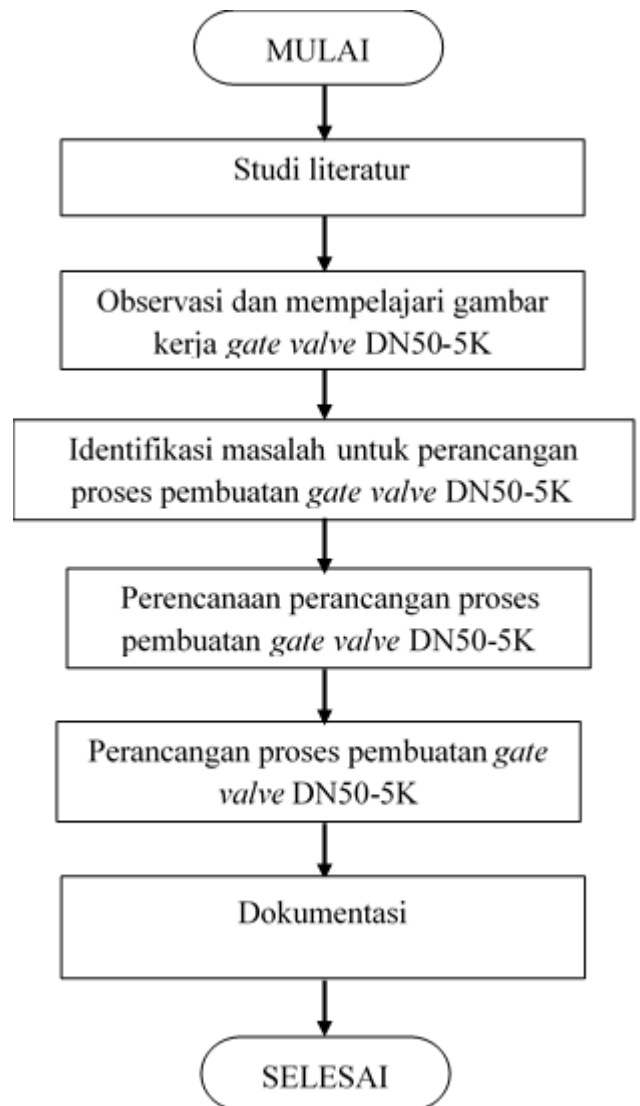 MULAI
Studi literatur
Observasi dan mempelajari gambar
kerja gate valve DN50-5K
Identifikasi masalah untuk perancangan
proses pembuatan gate valve DN50-5K
Perencanaan perancangan proses
pembuatan gate valve DN50-5K
Perancangan proses pembuatan gate
valve DN50-5K
Dokumentasi
SELESAI